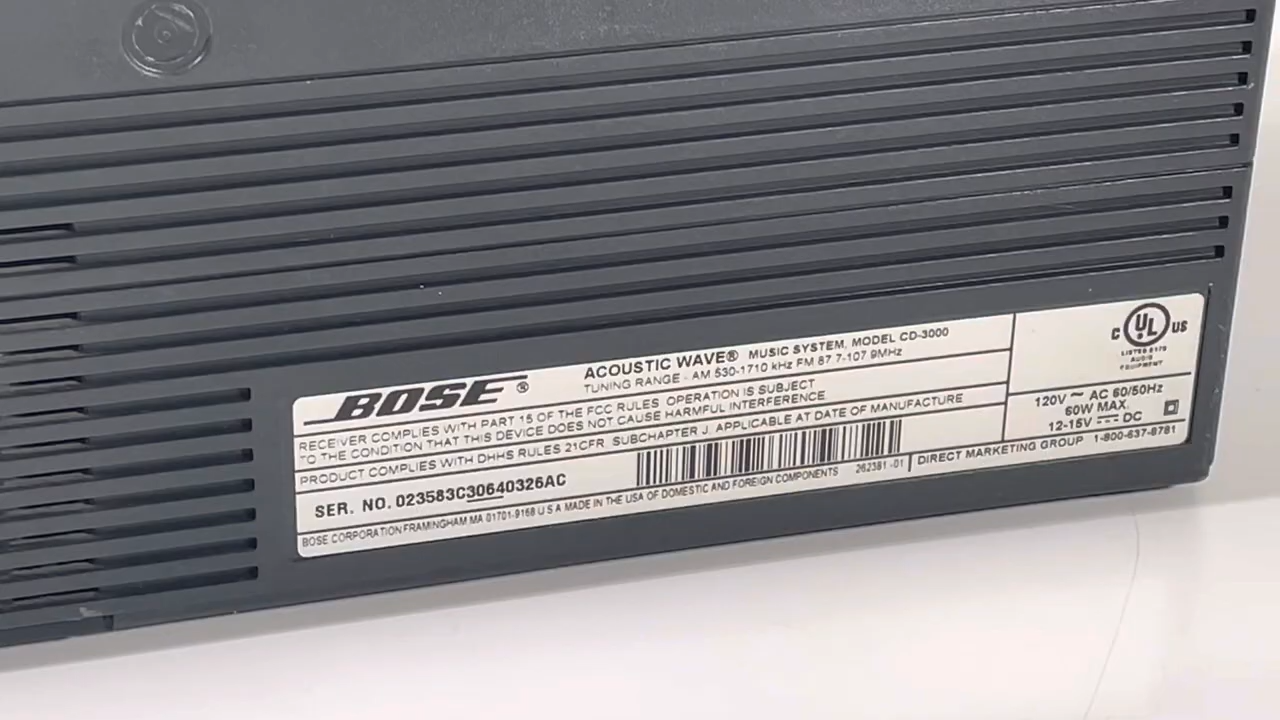 BOSE®
ACOUSTIC WAVE® MUSIC SYSTEM, MODEL CD-3000
TUNING RANGE - AM 530-1710 kHz FM 87.7-107.9MHz
RECEIVER COMPLIES WITH PART 15 OF THE FCC RULES OPERATION IS SUBJECT
TO THE CONDITION THAT THIS DEVICE DOES NOT CAUSE HARMFUL INTERFERENCE
PRODUCT COMPLIES WITH DHHS RULES 21CFR SUBCHAPTER J. APPLICABLE AT DATE OF MANUFACTURE
SER. NO. 023583C30640326AC
BOSE CORPORATION FRAMINGHAM MA 01701-9168 U S A MADE IN THE USA OF DOMESTIC AND FOREIGN COMPONENTS
262381 -01
C UL US
LISTED
AUDIO
EQUIPMENT
120V ~ AC 60/50Hz
60W MAX.
12-15V ⎓ DC
DIRECT MARKETING GROUP 1-800-637-8781